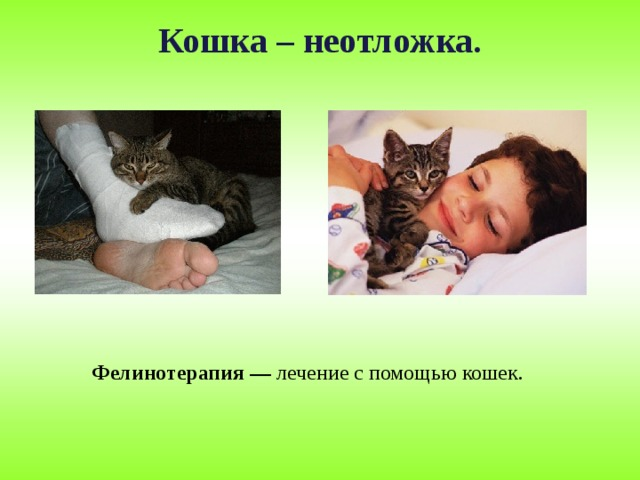 Кошка – неотложка.
Фелинотерапия — лечение с помощью кошек.